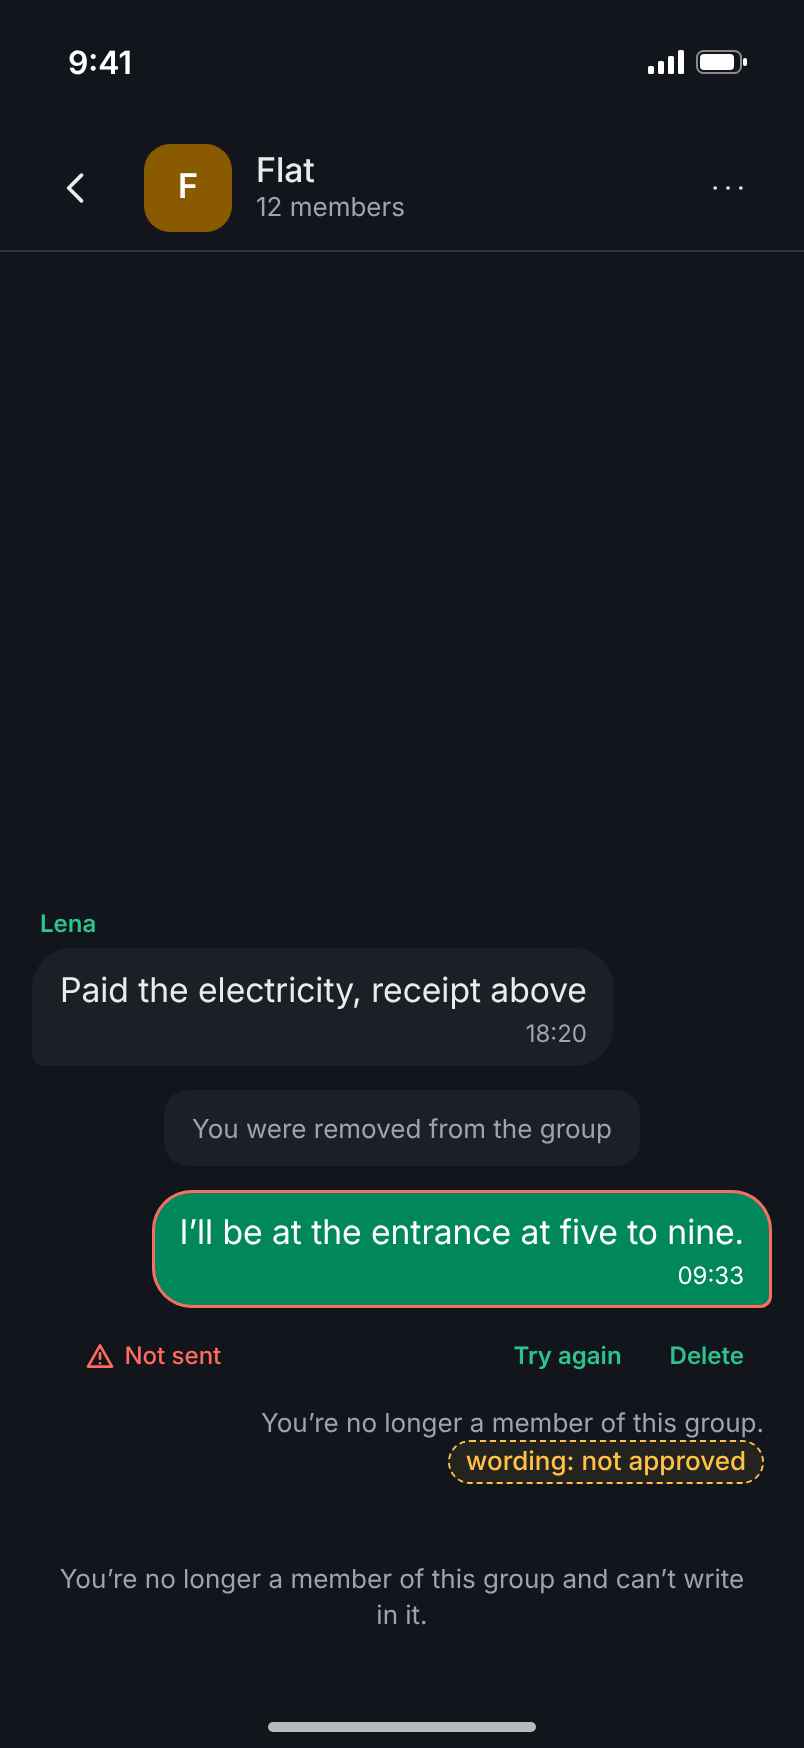 9:41
F
Flat
12 members
...
Lena
Paid the electricity, receipt above
18:20
You were removed from the group
I’ll be at the entrance at five to nine.
09:33
Not sent
Try again
Delete
You’re no longer a member of this group.
wording: not approved
You’re no longer a member of this group and can’t write
in it.